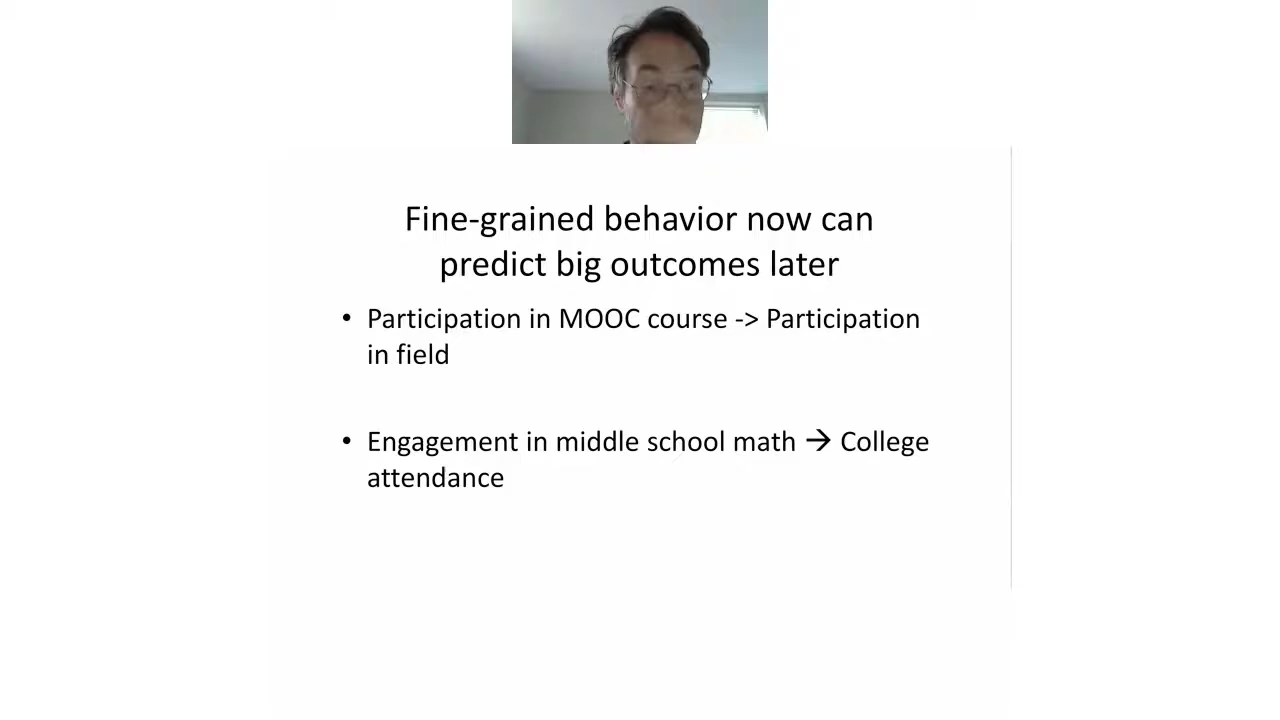 Fine-grained behavior now can
predict big outcomes later
• Participation in MOOC course -> Participation
in field
• Engagement in middle school math → College
attendance